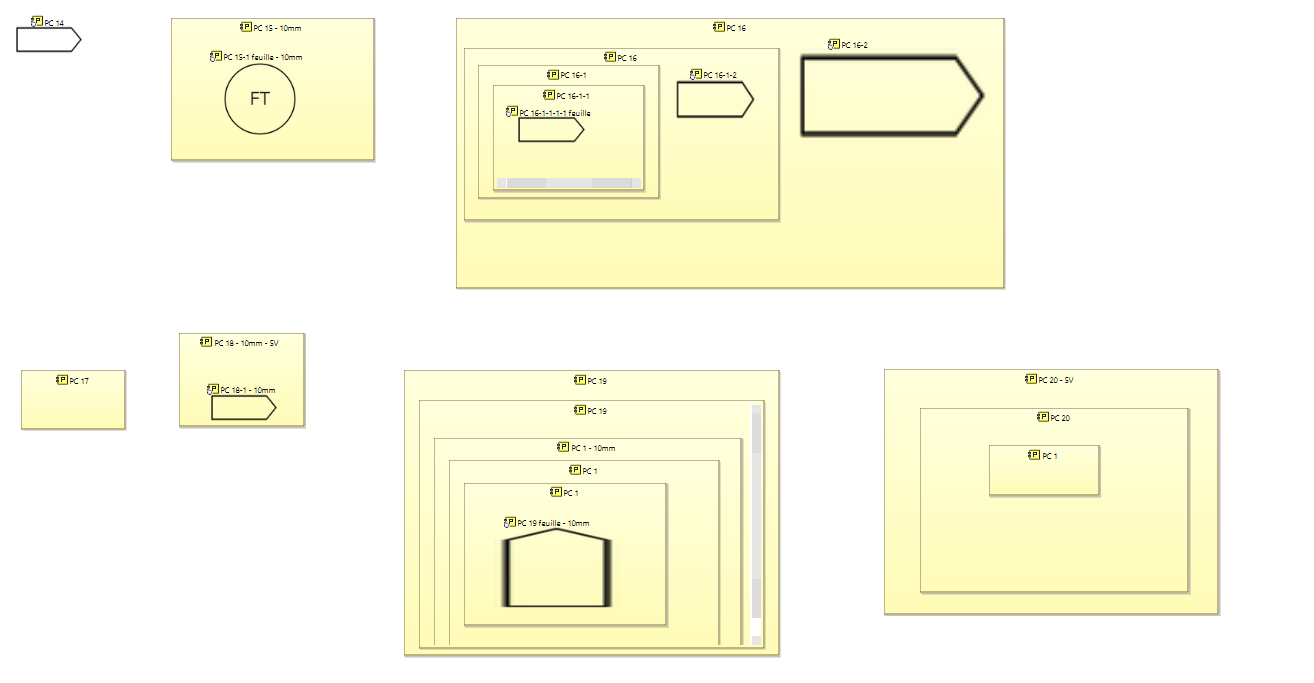 PC 14
PC 15 - 10mm
PC 15-1 feuille - 10mm
FT
PC 16
PC 16
PC 16-1
PC 16-1-1
PC 16-1-1-1-1 feuille
PC 16-1-2
PC 16-2
PC 17
PC 18 - 10mm - SV
PC 18-1 - 10mm
PC 19
PC 19
PC 1 - 10mm
PC 1
PC 1
PC 19 feuille - 10mm
PC 20 - SV
PC 20
PC 1